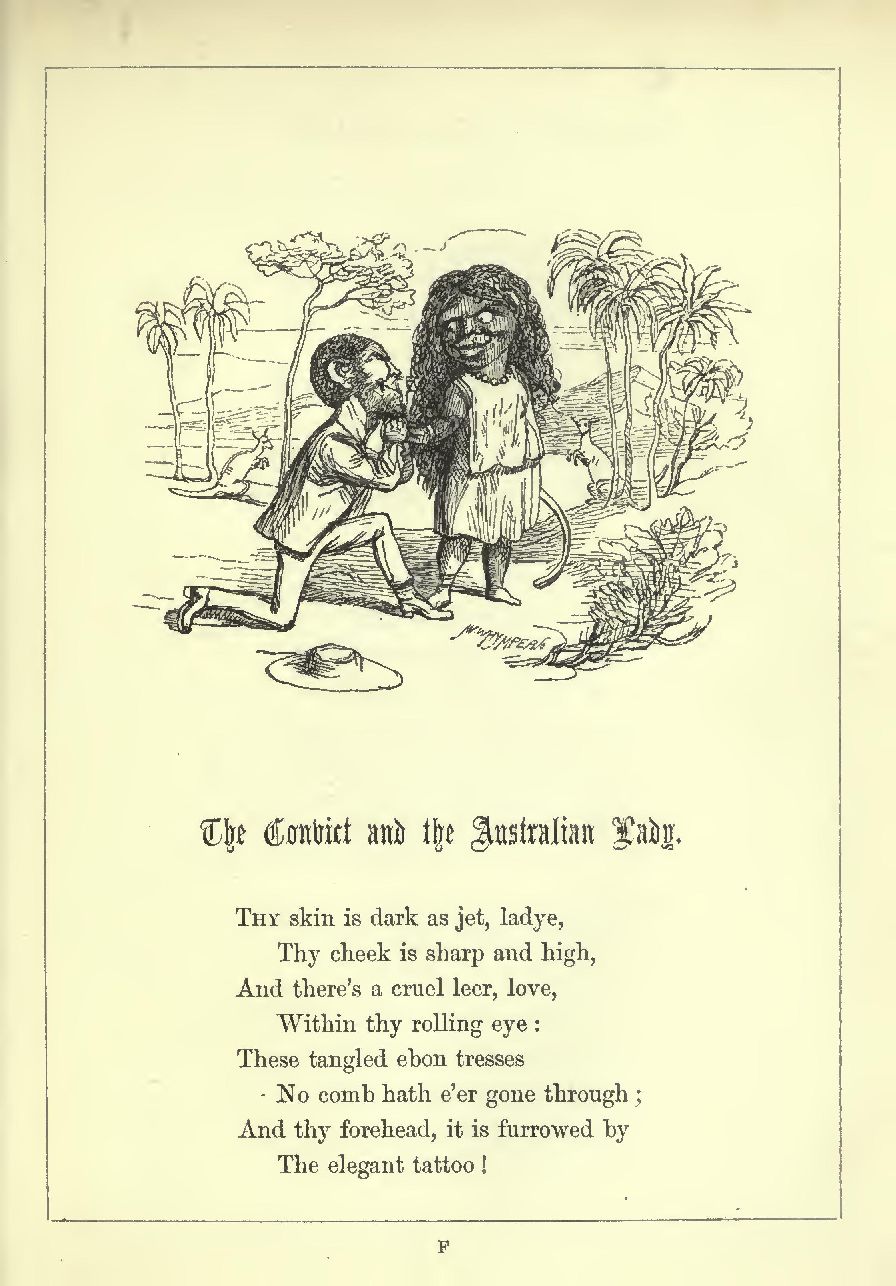 J.W. WHYMPER Sc
The Convict and the Australian Lady.
THY skin is dark as jet, ladye,
Thy cheek is sharp and high,
And there's a cruel leer, love,
Within thy rolling eye :
These tangled ebon tresses
No comb hath e'er gone through ;
And thy forehead, it is furrowed by
The elegant tattoo !
F